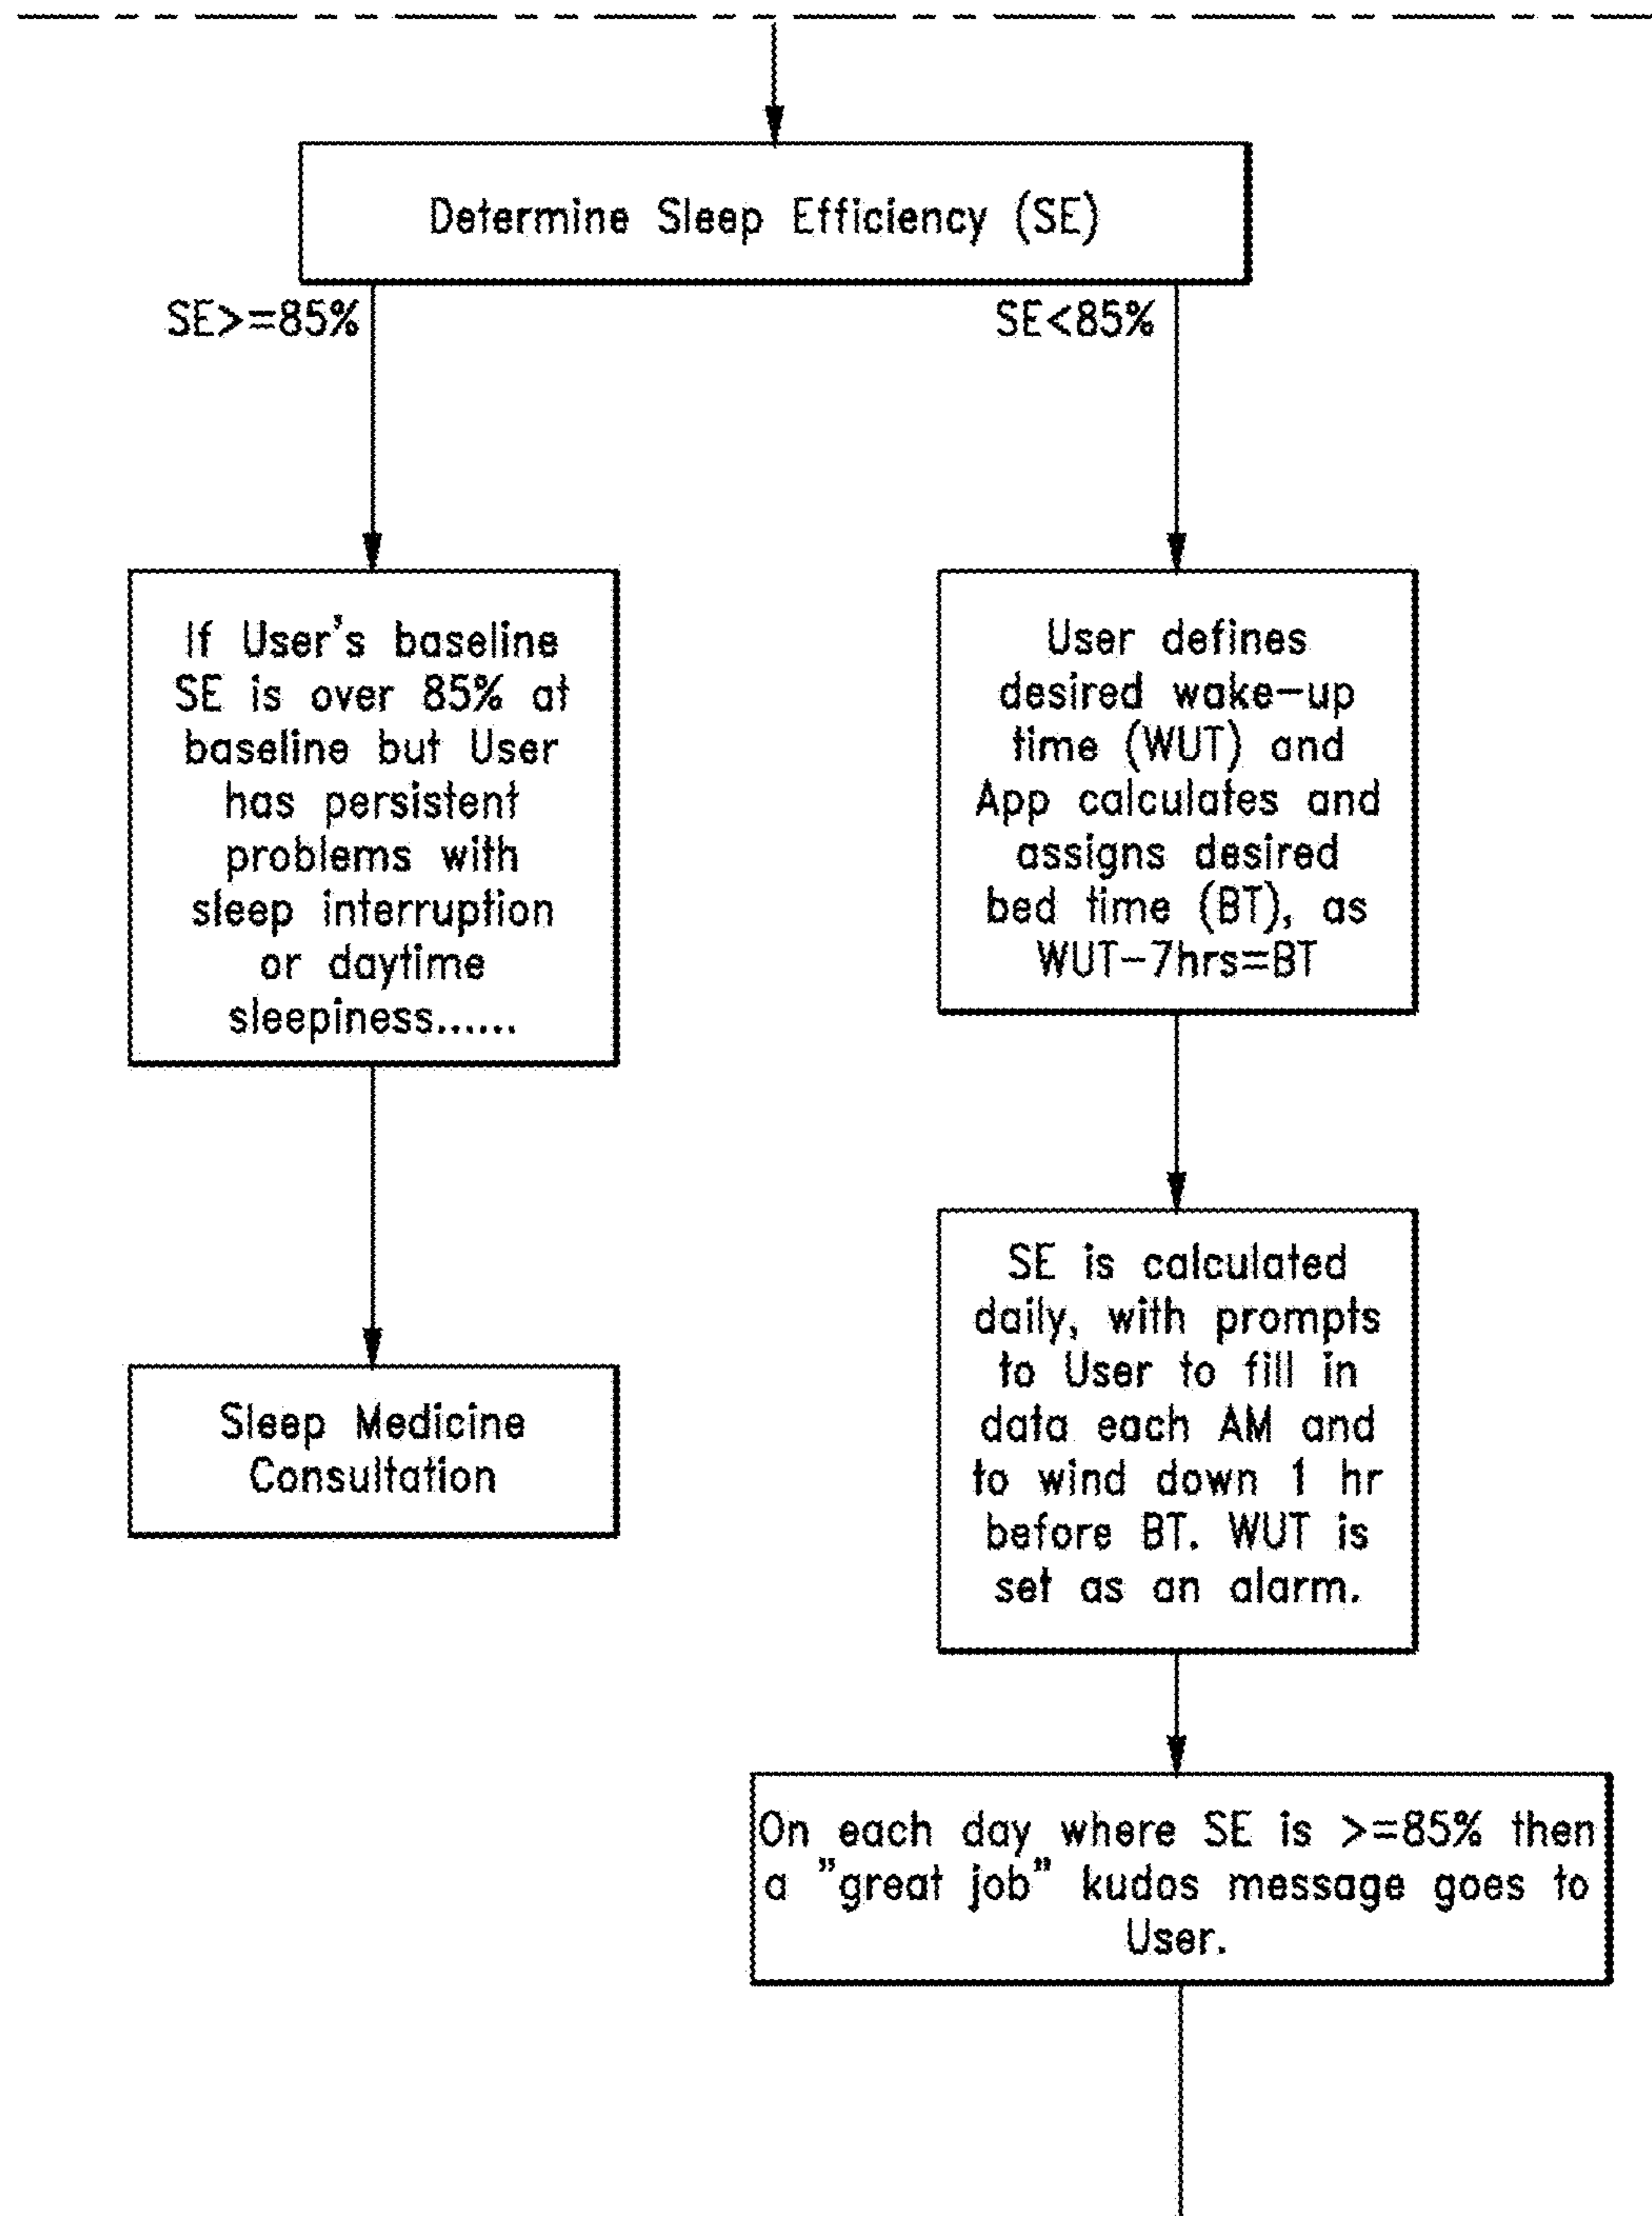 Determine Sleep Efficiency (SE)
SE>=85%
SE<85%
If User's baseline
SE is over 85% at
baseline but User
has persistent
problems with
sleep interruption
or daytime
sleepiness......
Sleep Medicine
Consultation
User defines
desired wake-up
time (WUT) and
App calculates and
assigns desired
bed time (BT), as
WUT-7hrs=BT
SE is calculated
daily, with prompts
to User to fill in
data each AM and
to wind down 1 hr
before BT. WUT is
set as an alarm.
On each day where SE is >=85% then
a "great job" kudos message goes to
User.